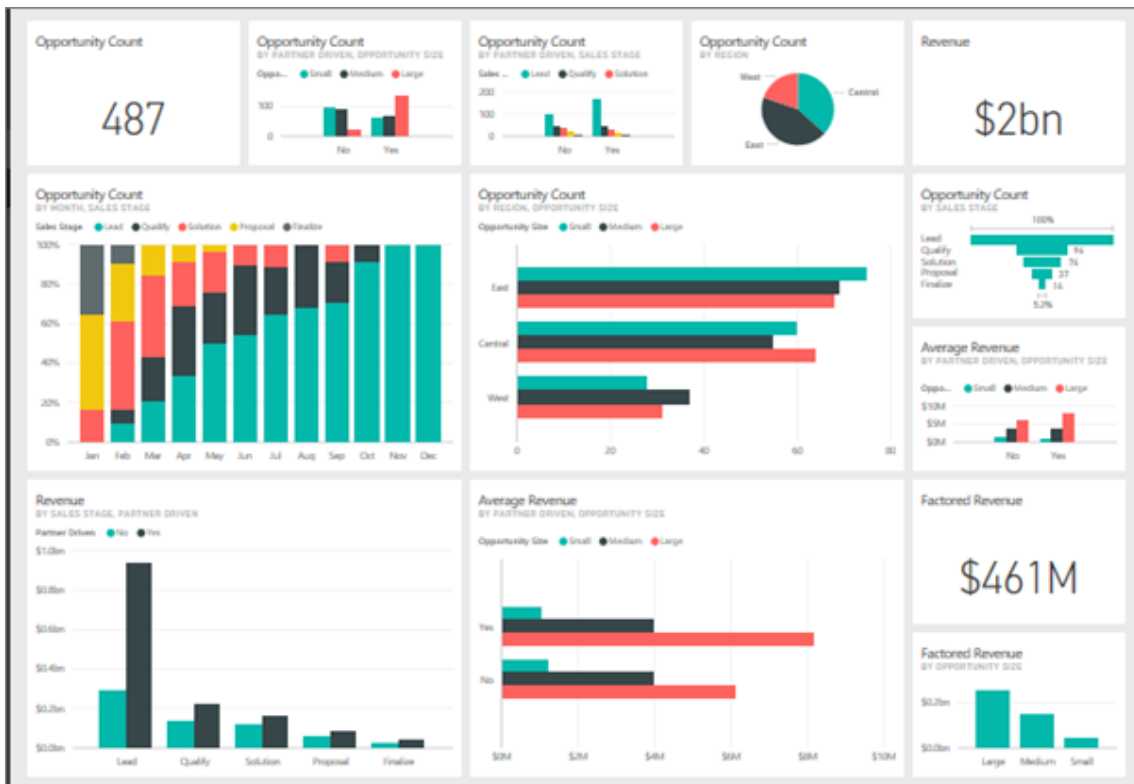 Opportunity Count
487
Opportunity Count
BY PARTNER DRIVEN, OPPORTUNITY SIZE
Oppo... Small Medium Large
100
0
No Yes
Opportunity Count
BY PARTNER DRIVEN, SALES STAGE
Sales ... Lead Qualify Solution
200
100
0
No Yes
Opportunity Count
BY REGION
West
Central
East
Revenue
$2bn
Opportunity Count
BY MONTH, SALES STAGE
Sales Stage Lead Qualify Solution Proposal Finalize
100%
80%
60%
40%
20%
0%
Jan Feb Mar Apr May Jun Jul Aug Sep Oct Nov Dec
Opportunity Count
BY REGION, OPPORTUNITY SIZE
Opportunity Size Small Medium Large
East
Central
West
0 20 40 60 80
Opportunity Count
BY SALES STAGE
100%
Lead
Qualify 94
Solution 74
Proposal 37
Finalize 14
5.2%
Average Revenue
BY PARTNER DRIVEN, OPPORTUNITY SIZE
Oppo... Small Medium Large
$10M
$5M
$0M
No Yes
Revenue
BY SALES STAGE, PARTNER DRIVEN
Partner Driven No Yes
$1.0bn
$0.8bn
$0.6bn
$0.4bn
$0.2bn
$0.0bn
Lead Qualify Solution Proposal Finalize
Average Revenue
BY PARTNER DRIVEN, OPPORTUNITY SIZE
Opportunity Size Small Medium Large
Yes
No
$0M $2M $4M $6M $8M $10M
Factored Revenue
$461M
Factored Revenue
BY OPPORTUNITY SIZE
$0.2bn
$0.0bn
Large Medium Small